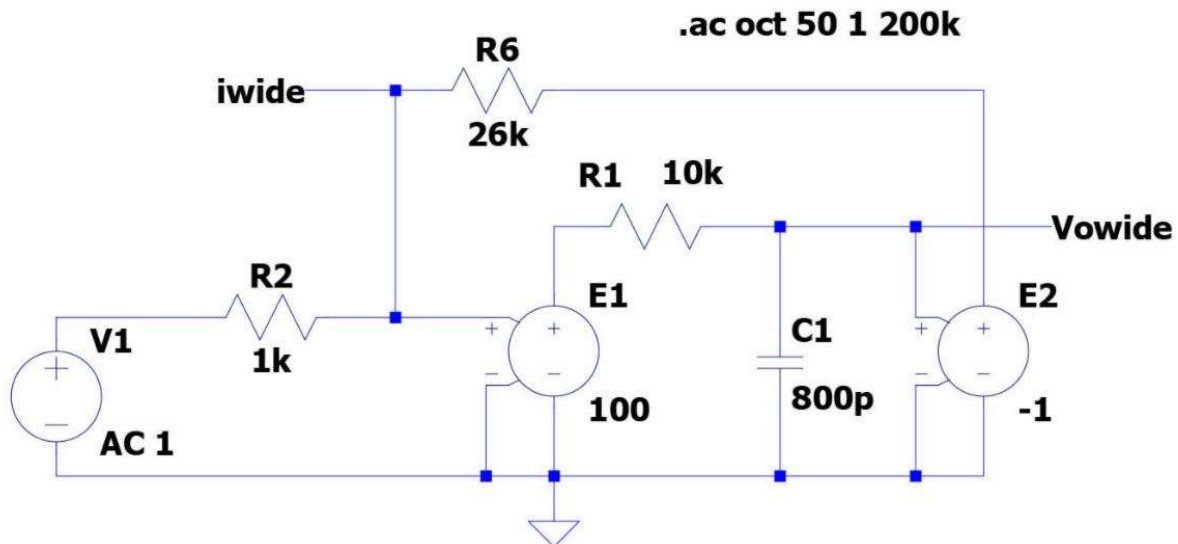 .ac oct 50 1 200k
R6
iwide
26k
R1 10k
Vowide
R2
E1
E2
V1
C1
1k
100
800p
-1
AC 1